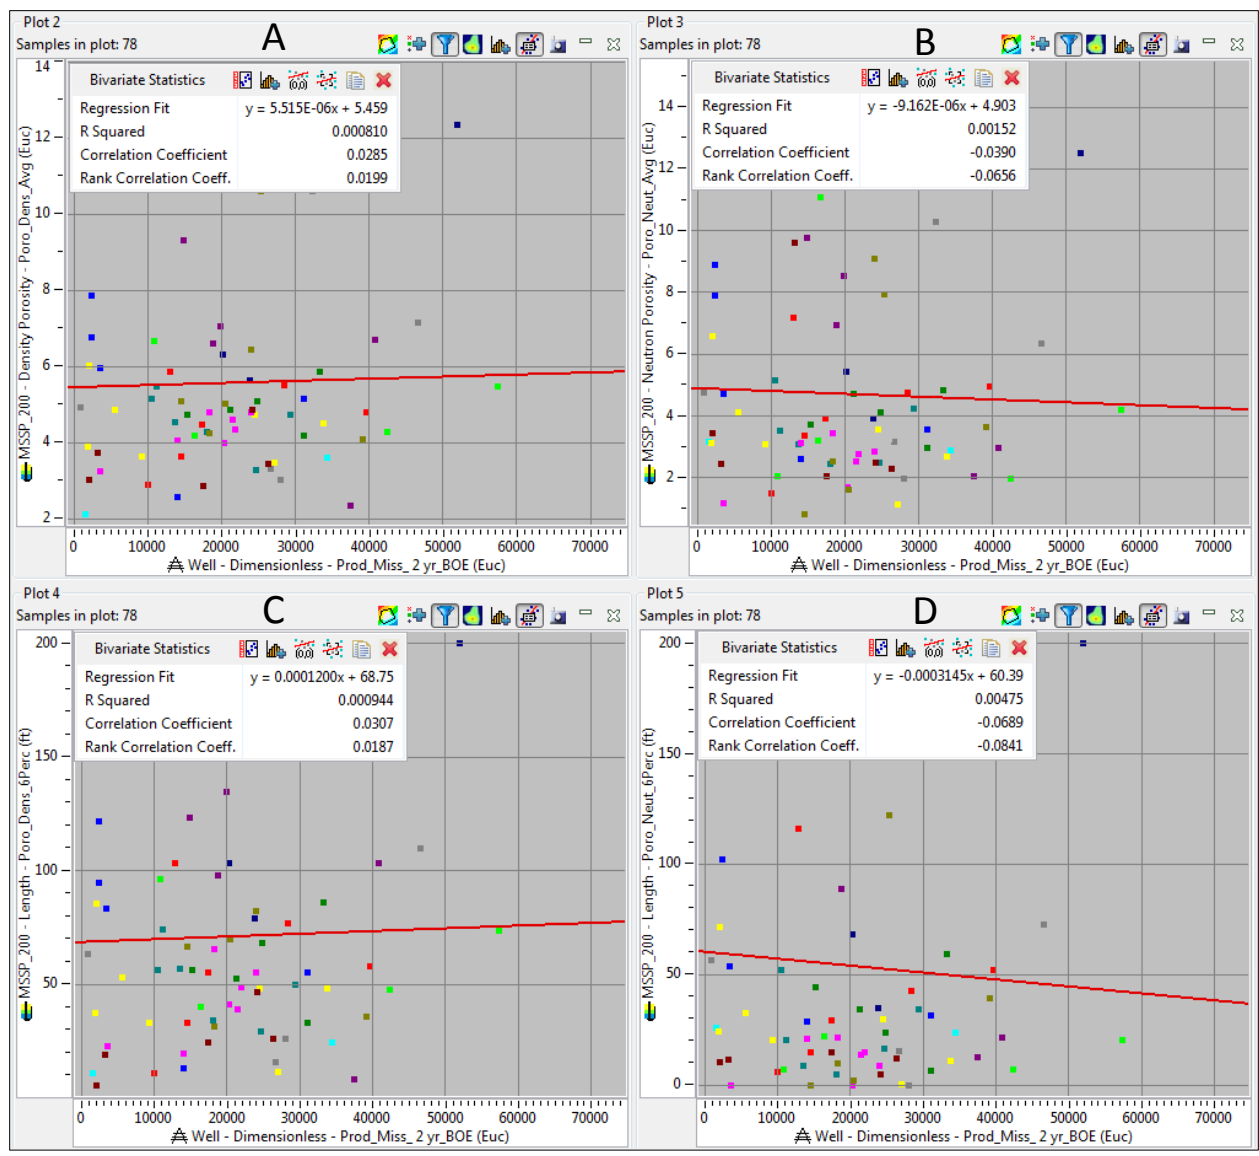 Plot 2
Samples in plot: 78
A
Bivariate Statistics
Regression Fit y = 5.515E-06x + 5.459
R Squared 0.000810
Correlation Coefficient 0.0285
Rank Correlation Coeff. 0.0199
MSSP_200 - Density Porosity - Poro_Dens_Avg (Euc)
14
12
10
8
6
4
2
0 10000 20000 30000 40000 50000 60000 70000
Well - Dimensionless - Prod_Miss_ 2 yr_BOE (Euc)
Plot 3
Samples in plot: 78
B
Bivariate Statistics
Regression Fit y = -9.162E-06x + 4.903
R Squared 0.00152
Correlation Coefficient -0.0390
Rank Correlation Coeff. -0.0656
MSSP_200 - Neutron Porosity - Poro_Neut_Avg (Euc)
14
12
10
8
6
4
2
0 10000 20000 30000 40000 50000 60000 70000
Well - Dimensionless - Prod_Miss_ 2 yr_BOE (Euc)
Plot 4
Samples in plot: 78
C
Bivariate Statistics
Regression Fit y = 0.0001200x + 68.75
R Squared 0.000944
Correlation Coefficient 0.0307
Rank Correlation Coeff. 0.0187
MSSP_200 - Length - Poro_Dens_6Perc (ft)
200
150
100
50
0 10000 20000 30000 40000 50000 60000 70000
Well - Dimensionless - Prod_Miss_ 2 yr_BOE (Euc)
Plot 5
Samples in plot: 78
D
Bivariate Statistics
Regression Fit y = -0.0003145x + 60.39
R Squared 0.00475
Correlation Coefficient -0.0689
Rank Correlation Coeff. -0.0841
MSSP_200 - Length - Poro_Neut_6Perc (ft)
200
150
100
50
0
0 10000 20000 30000 40000 50000 60000 70000
Well - Dimensionless - Prod_Miss_ 2 yr_BOE (Euc)